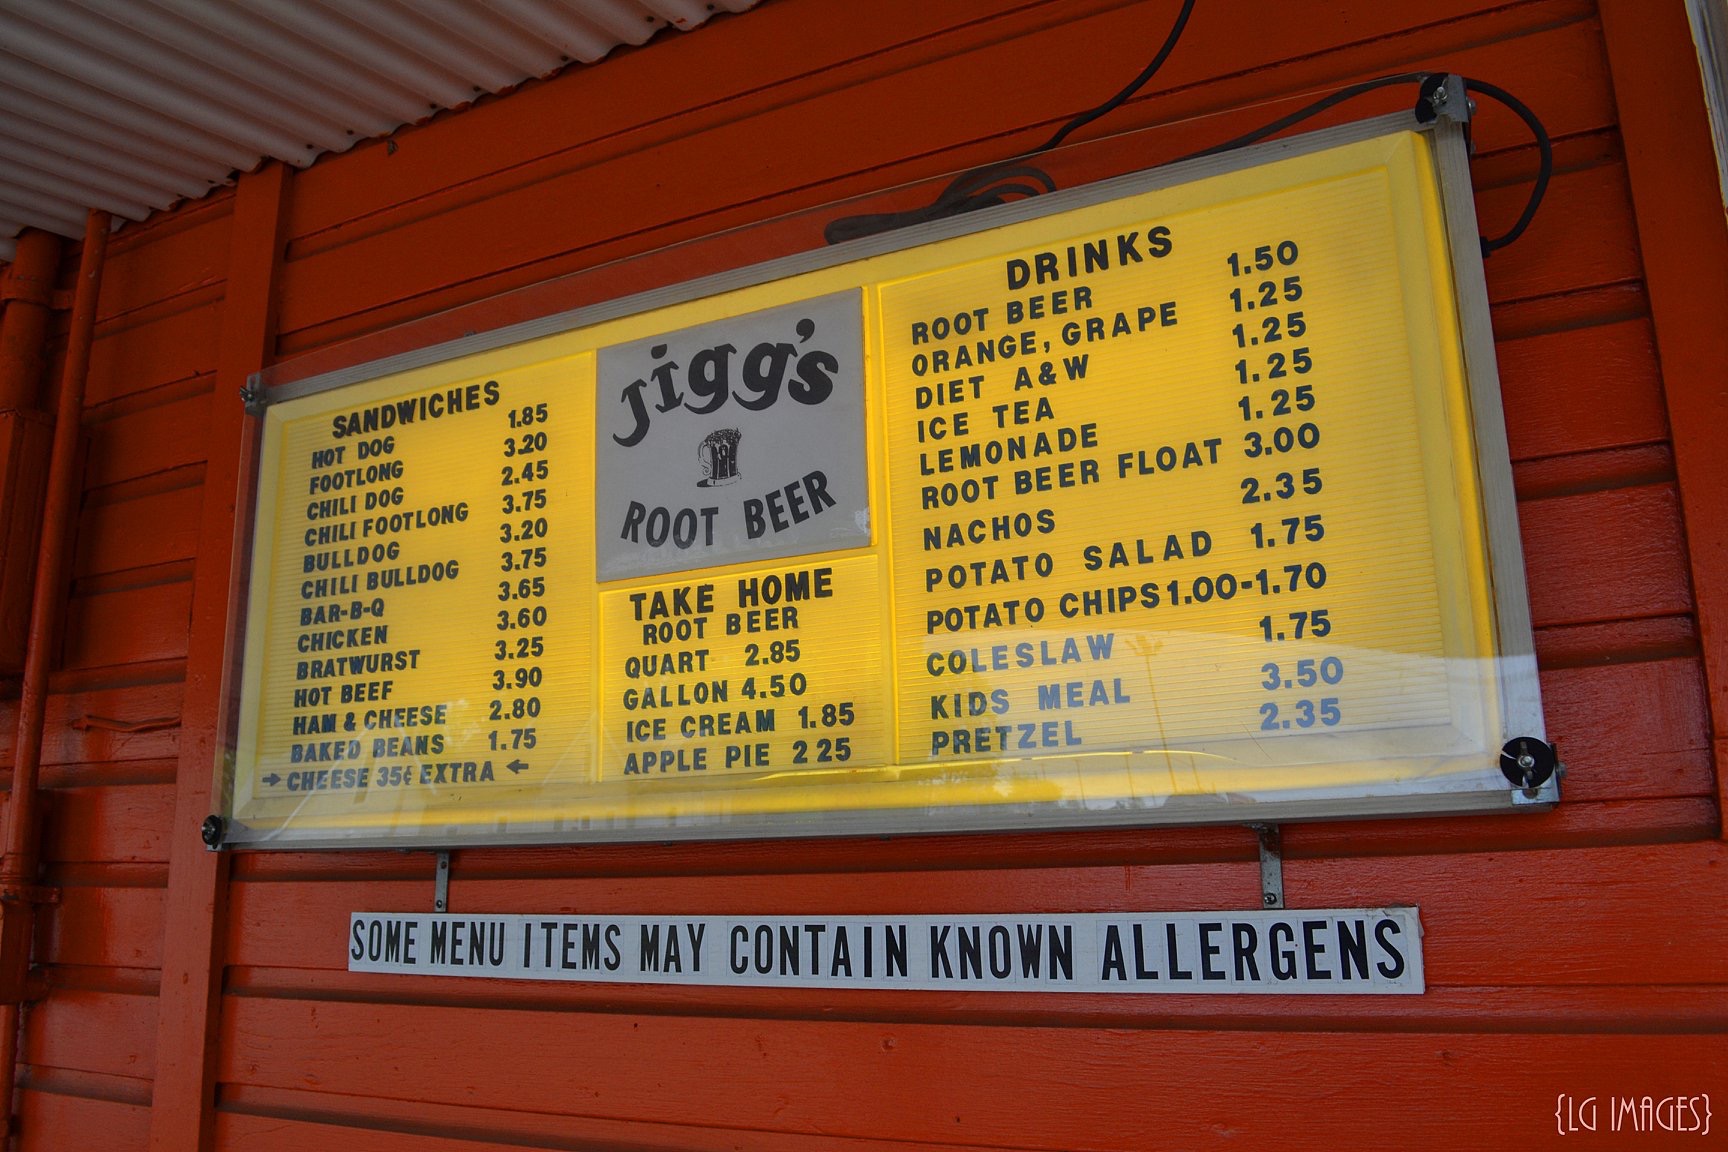 SANDWICHES
HOT DOG 1.85
FOOTLONG 3.20
CHILI DOG 2.45
CHILI FOOTLONG 3.75
BULLDOG 3.20
CHILI BULLDOG 3.75
BAR-B-Q 3.65
CHICKEN 3.60
BRATWURST 3.25
HOT BEEF 3.90
HAM & CHEESE 2.80
BAKED BEANS 1.75
→ CHEESE 35¢ EXTRA ←
Jigg's
ROOT BEER
TAKE HOME
ROOT BEER
QUART 2.85
GALLON 4.50
ICE CREAM 1.85
APPLE PIE 2 25
DRINKS
ROOT BEER 1.50
ORANGE, GRAPE 1.25
DIET A&W 1.25
ICE TEA 1.25
LEMONADE 1.25
ROOT BEER FLOAT 3.00
NACHOS 2.35
POTATO SALAD 1.75
POTATO CHIPS 1.00-1.70
COLESLAW 1.75
KIDS MEAL 3.50
PRETZEL 2.35
SOME MENU ITEMS MAY CONTAIN KNOWN ALLERGENS
{LG IMAGES}